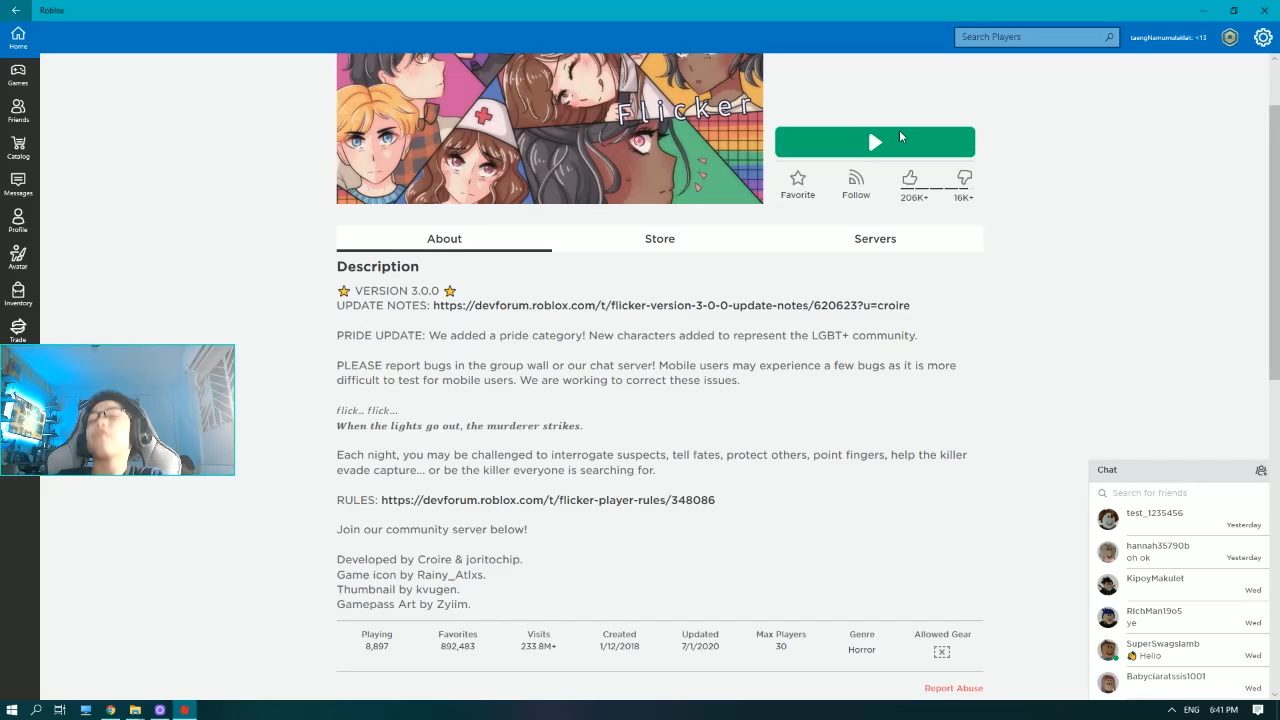 Roblox
Home
Search Players
taangNamumulaklak: <13
Games
Friends
Catalog
Messages
Profile
Avatar
Inventory
Trade
Flicker
Favorite
Follow
206K+
16K+
About
Store
Servers
Description
⭐ VERSION 3.0.0 ⭐
UPDATE NOTES: https://devforum.roblox.com/t/flicker-version-3-0-0-update-notes/620623?u=croire
PRIDE UPDATE: We added a pride category! New characters added to represent the LGBT+ community.
PLEASE report bugs in the group wall or our chat server! Mobile users may experience a few bugs as it is more
difficult to test for mobile users. We are working to correct these issues.
flick.. flick...
When the lights go out, the murderer strikes.
Each night, you may be challenged to interrogate suspects, tell fates, protect others, point fingers, help the killer
evade capture... or be the killer everyone is searching for.
RULES: https://devforum.roblox.com/t/flicker-player-rules/348086
Join our community server below!
Developed by Croire & joritochip.
Game icon by Rainy_Atlxs.
Thumbnail by kvugen.
Gamepass Art by Zyiim.
Playing Favorites Visits Created Updated Max Players Genre Allowed Gear
8,897 892,483 233.8M+ 1/12/2018 7/1/2020 30 Horror
Report Abuse
Chat
Search for friends
test_1235456
Yesterday
hannah35790b
oh ok Yesterday
KipoyMakulet
Wed
RIchMan19o5
ye Wed
SuperSwagslamb
👋 Hello Wed
Babyciaratssis1001
Wed
ENG 6:41 PM